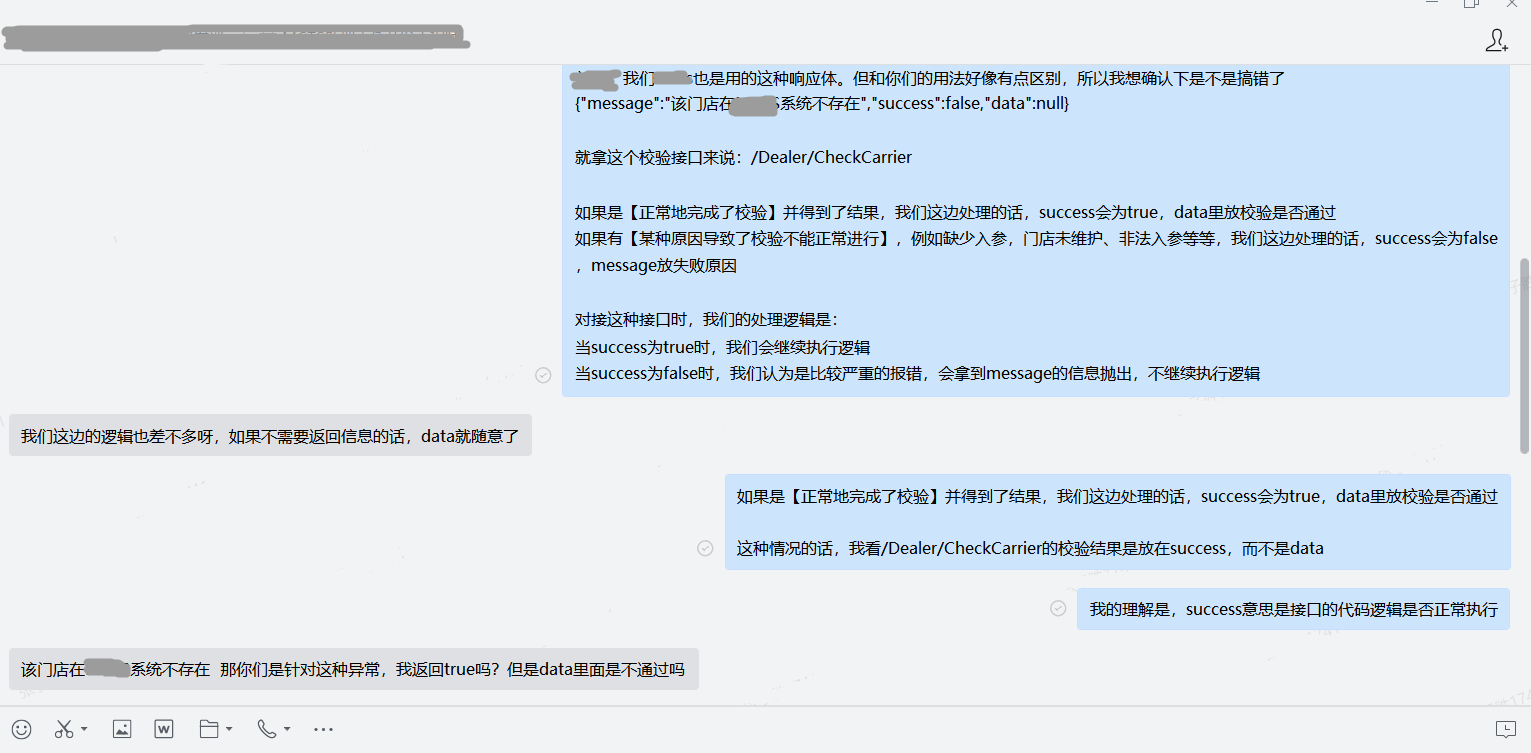 我们 也是用的这种响应体。但和你们的用法好像有点区别，所以我想确认下是不是搞错了
{"message":"该门店在 S系统不存在","success":false,"data":null}
就拿这个校验接口来说：/Dealer/CheckCarrier
如果是【正常地完成了校验】并得到了结果，我们这边处理的话，success会为true，data里放校验是否通过
如果有【某种原因导致了校验不能正常进行】，例如缺少入参，门店未维护、非法入参等等，我们这边处理的话，success会为false
，message放失败原因
对接这种接口时，我们的处理逻辑是：
当success为true时，我们会继续执行逻辑
当success为false时，我们认为是比较严重的报错，会拿到message的信息抛出，不继续执行逻辑
我们这边的逻辑也差不多呀，如果不需要返回信息的话，data就随意了
如果是【正常地完成了校验】并得到了结果，我们这边处理的话，success会为true，data里放校验是否通过
这种情况的话，我看/Dealer/CheckCarrier的校验结果是放在success，而不是data
我的理解是，success意思是接口的代码逻辑是否正常执行
该门店在 系统不存在 那你们是针对这种异常，我返回true吗？但是data里面是不通过吗
W